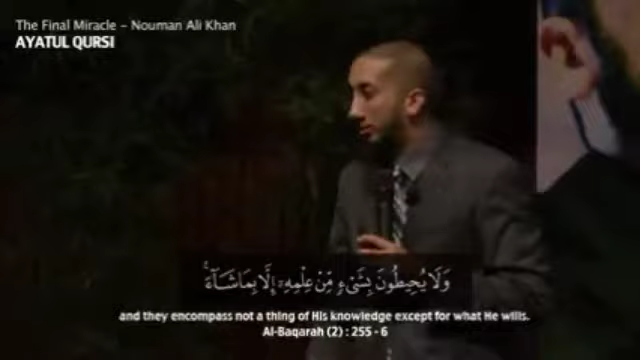 The Final Miracle - Nouman Ali Khan
AYATUL QURSI
وَلَا يُحِيطُونَ بِشَىْءٍ مِّنْ عِلْمِهِۦٓ إِلَّا بِمَا شَآءَ ۚ
and they encompass not a thing of His knowledge except for what He wills.
Al-Baqarah (2) : 255 - 6